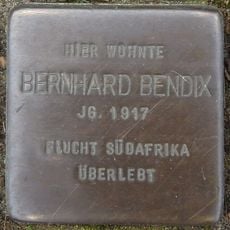 HIER WOHNTE
BERNHARD BENDIX
JG. 1917
FLUCHT SÜDAFRIKA
ÜBERLEBT